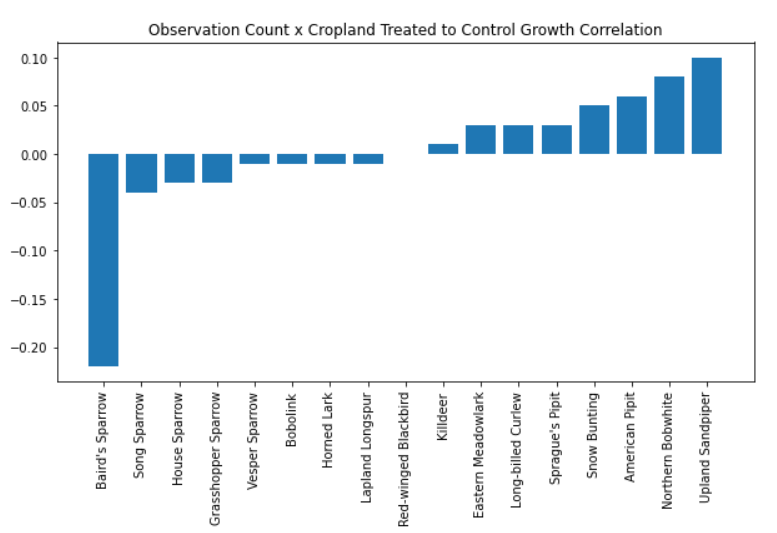 Observation Count x Cropland Treated to Control Growth Correlation
0.10
0.05
0.00
−0.05
−0.10
−0.15
−0.20
Baird's Sparrow
Song Sparrow
House Sparrow
Grasshopper Sparrow
Vesper Sparrow
Bobolink
Horned Lark
Lapland Longspur
Red-winged Blackbird
Killdeer
Eastern Meadowlark
Long-billed Curlew
Sprague's Pipit
Snow Bunting
American Pipit
Northern Bobwhite
Upland Sandpiper